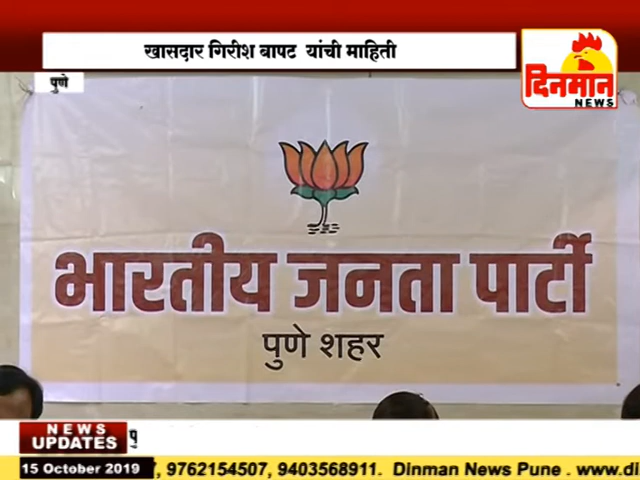 खासदार गिरीश बापट यांची माहिती
दिनमान
NEWS
पुणे
भारतीय जनता पार्टी
पुणे शहर
NEWS
UPDATES
पु
15 October 2019
, 9762154507, 9403568911. Dinman News Pune . www.di